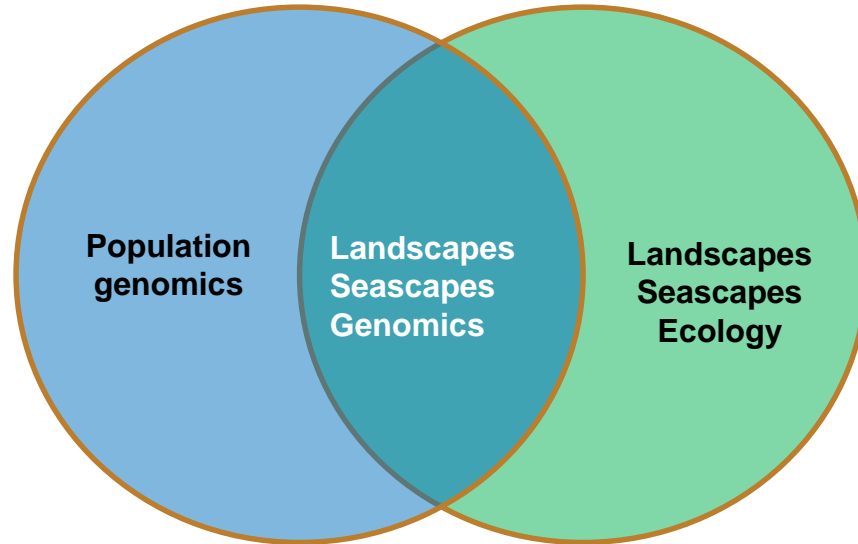 Population
genomics
Landscapes
Seascapes
Genomics
Landscapes
Seascapes
Ecology